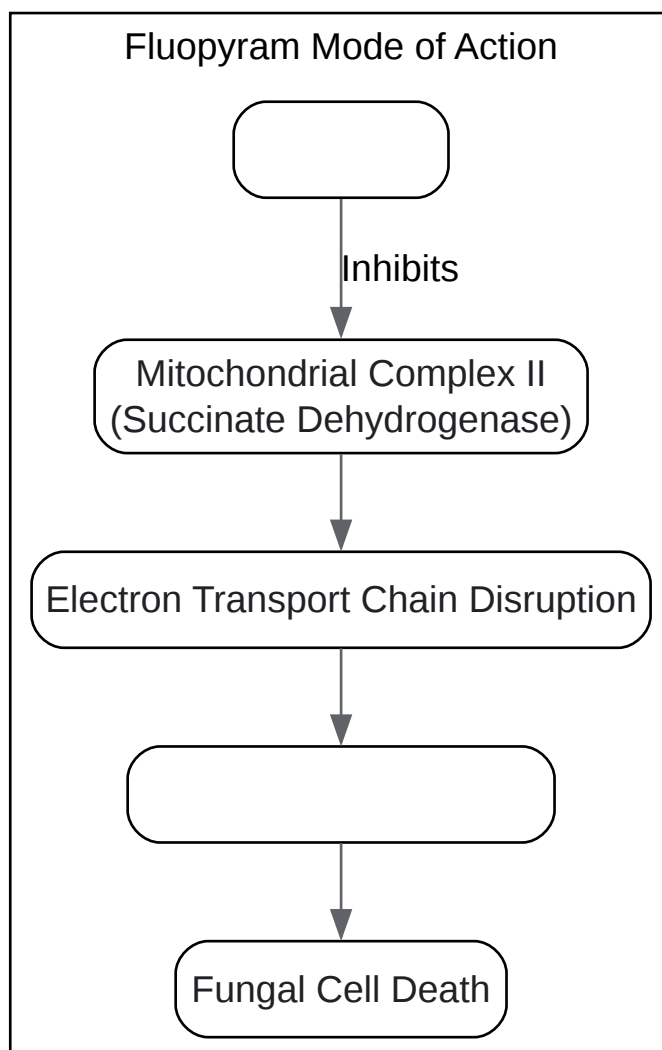 Fluopyram Mode of Action
Inhibits
Mitochondrial Complex II
(Succinate Dehydrogenase)
Electron Transport Chain Disruption
Fungal Cell Death